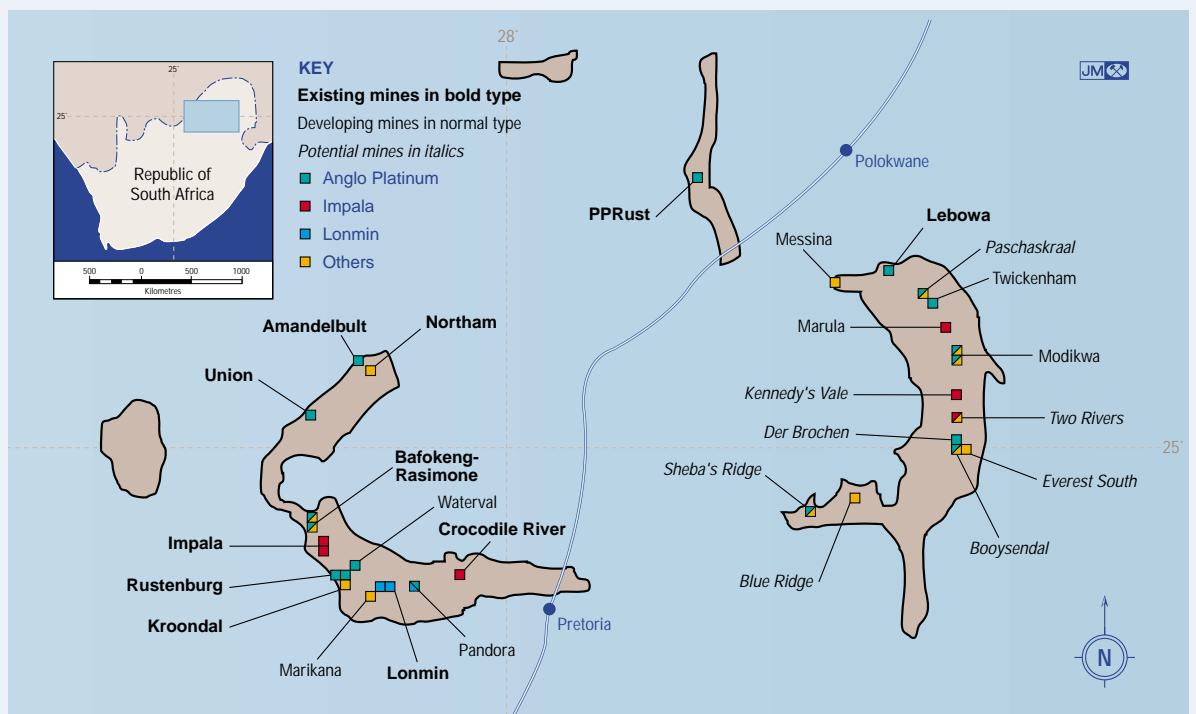 28°
25°
25°
Republic of
South Africa
500 0 500 1000
Kilometres
KEY
Existing mines in bold type
Developing mines in normal type
Potential mines in italics
Anglo Platinum
Impala
Lonmin
Others
JM
Polokwane
PPRust
Lebowa
Messina
Paschaskraal
Twickenham
Marula
Modikwa
Kennedy's Vale
Two Rivers
Der Brochen
25°
Everest South
Sheba's Ridge
Booysendal
Blue Ridge
Amandelbult
Northam
Union
Bafokeng-
Rasimone
Waterval
Crocodile River
Impala
Rustenburg
Kroondal
Marikana
Lonmin
Pandora
Pretoria
N